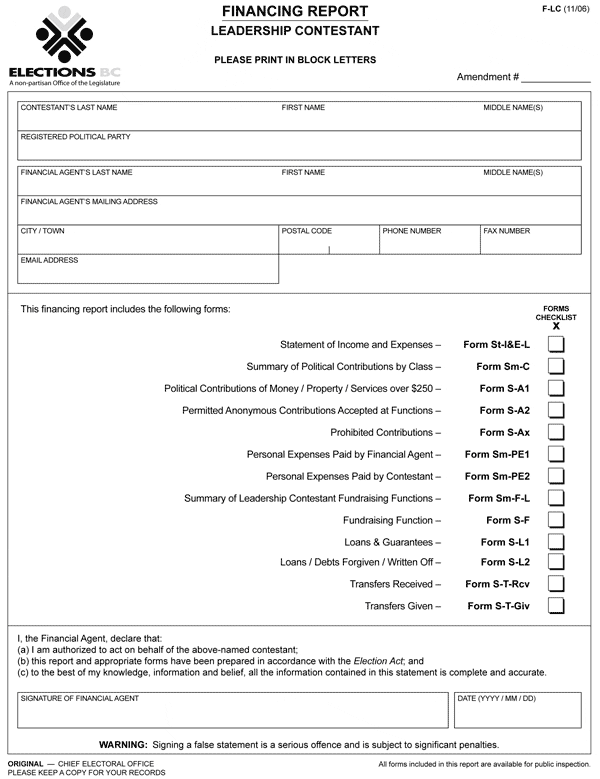 FINANCING REPORT
F-LC (11/06)
LEADERSHIP CONTESTANT
PLEASE PRINT IN BLOCK LETTERS
ELECTIONS BC
A non-partisan Office of the Legislature
Amendment #
CONTESTANT'S LAST NAME FIRST NAME MIDDLE NAME(S)
REGISTERED POLITICAL PARTY
FINANCIAL AGENT'S LAST NAME FIRST NAME MIDDLE NAME(S)
FINANCIAL AGENT'S MAILING ADDRESS
CITY / TOWN POSTAL CODE PHONE NUMBER FAX NUMBER
EMAIL ADDRESS
This financing report includes the following forms:
FORMS
CHECKLIST
X
Statement of Income and Expenses – Form St-I&E-L
Summary of Political Contributions by Class – Form Sm-C
Political Contributions of Money / Property / Services over $250 – Form S-A1
Permitted Anonymous Contributions Accepted at Functions – Form S-A2
Prohibited Contributions – Form S-Ax
Personal Expenses Paid by Financial Agent – Form Sm-PE1
Personal Expenses Paid by Contestant – Form Sm-PE2
Summary of Leadership Contestant Fundraising Functions – Form Sm-F-L
Fundraising Function – Form S-F
Loans & Guarantees – Form S-L1
Loans / Debts Forgiven / Written Off – Form S-L2
Transfers Received – Form S-T-Rcv
Transfers Given – Form S-T-Giv
I, the Financial Agent, declare that:
(a) I am authorized to act on behalf of the above-named contestant;
(b) this report and appropriate forms have been prepared in accordance with the Election Act; and
(c) to the best of my knowledge, information and belief, all the information contained in this statement is complete and accurate.
SIGNATURE OF FINANCIAL AGENT DATE (YYYY / MM / DD)
WARNING: Signing a false statement is a serious offence and is subject to significant penalties.
ORIGINAL — CHIEF ELECTORAL OFFICE
PLEASE KEEP A COPY FOR YOUR RECORDS
All forms included in this report are available for public inspection.